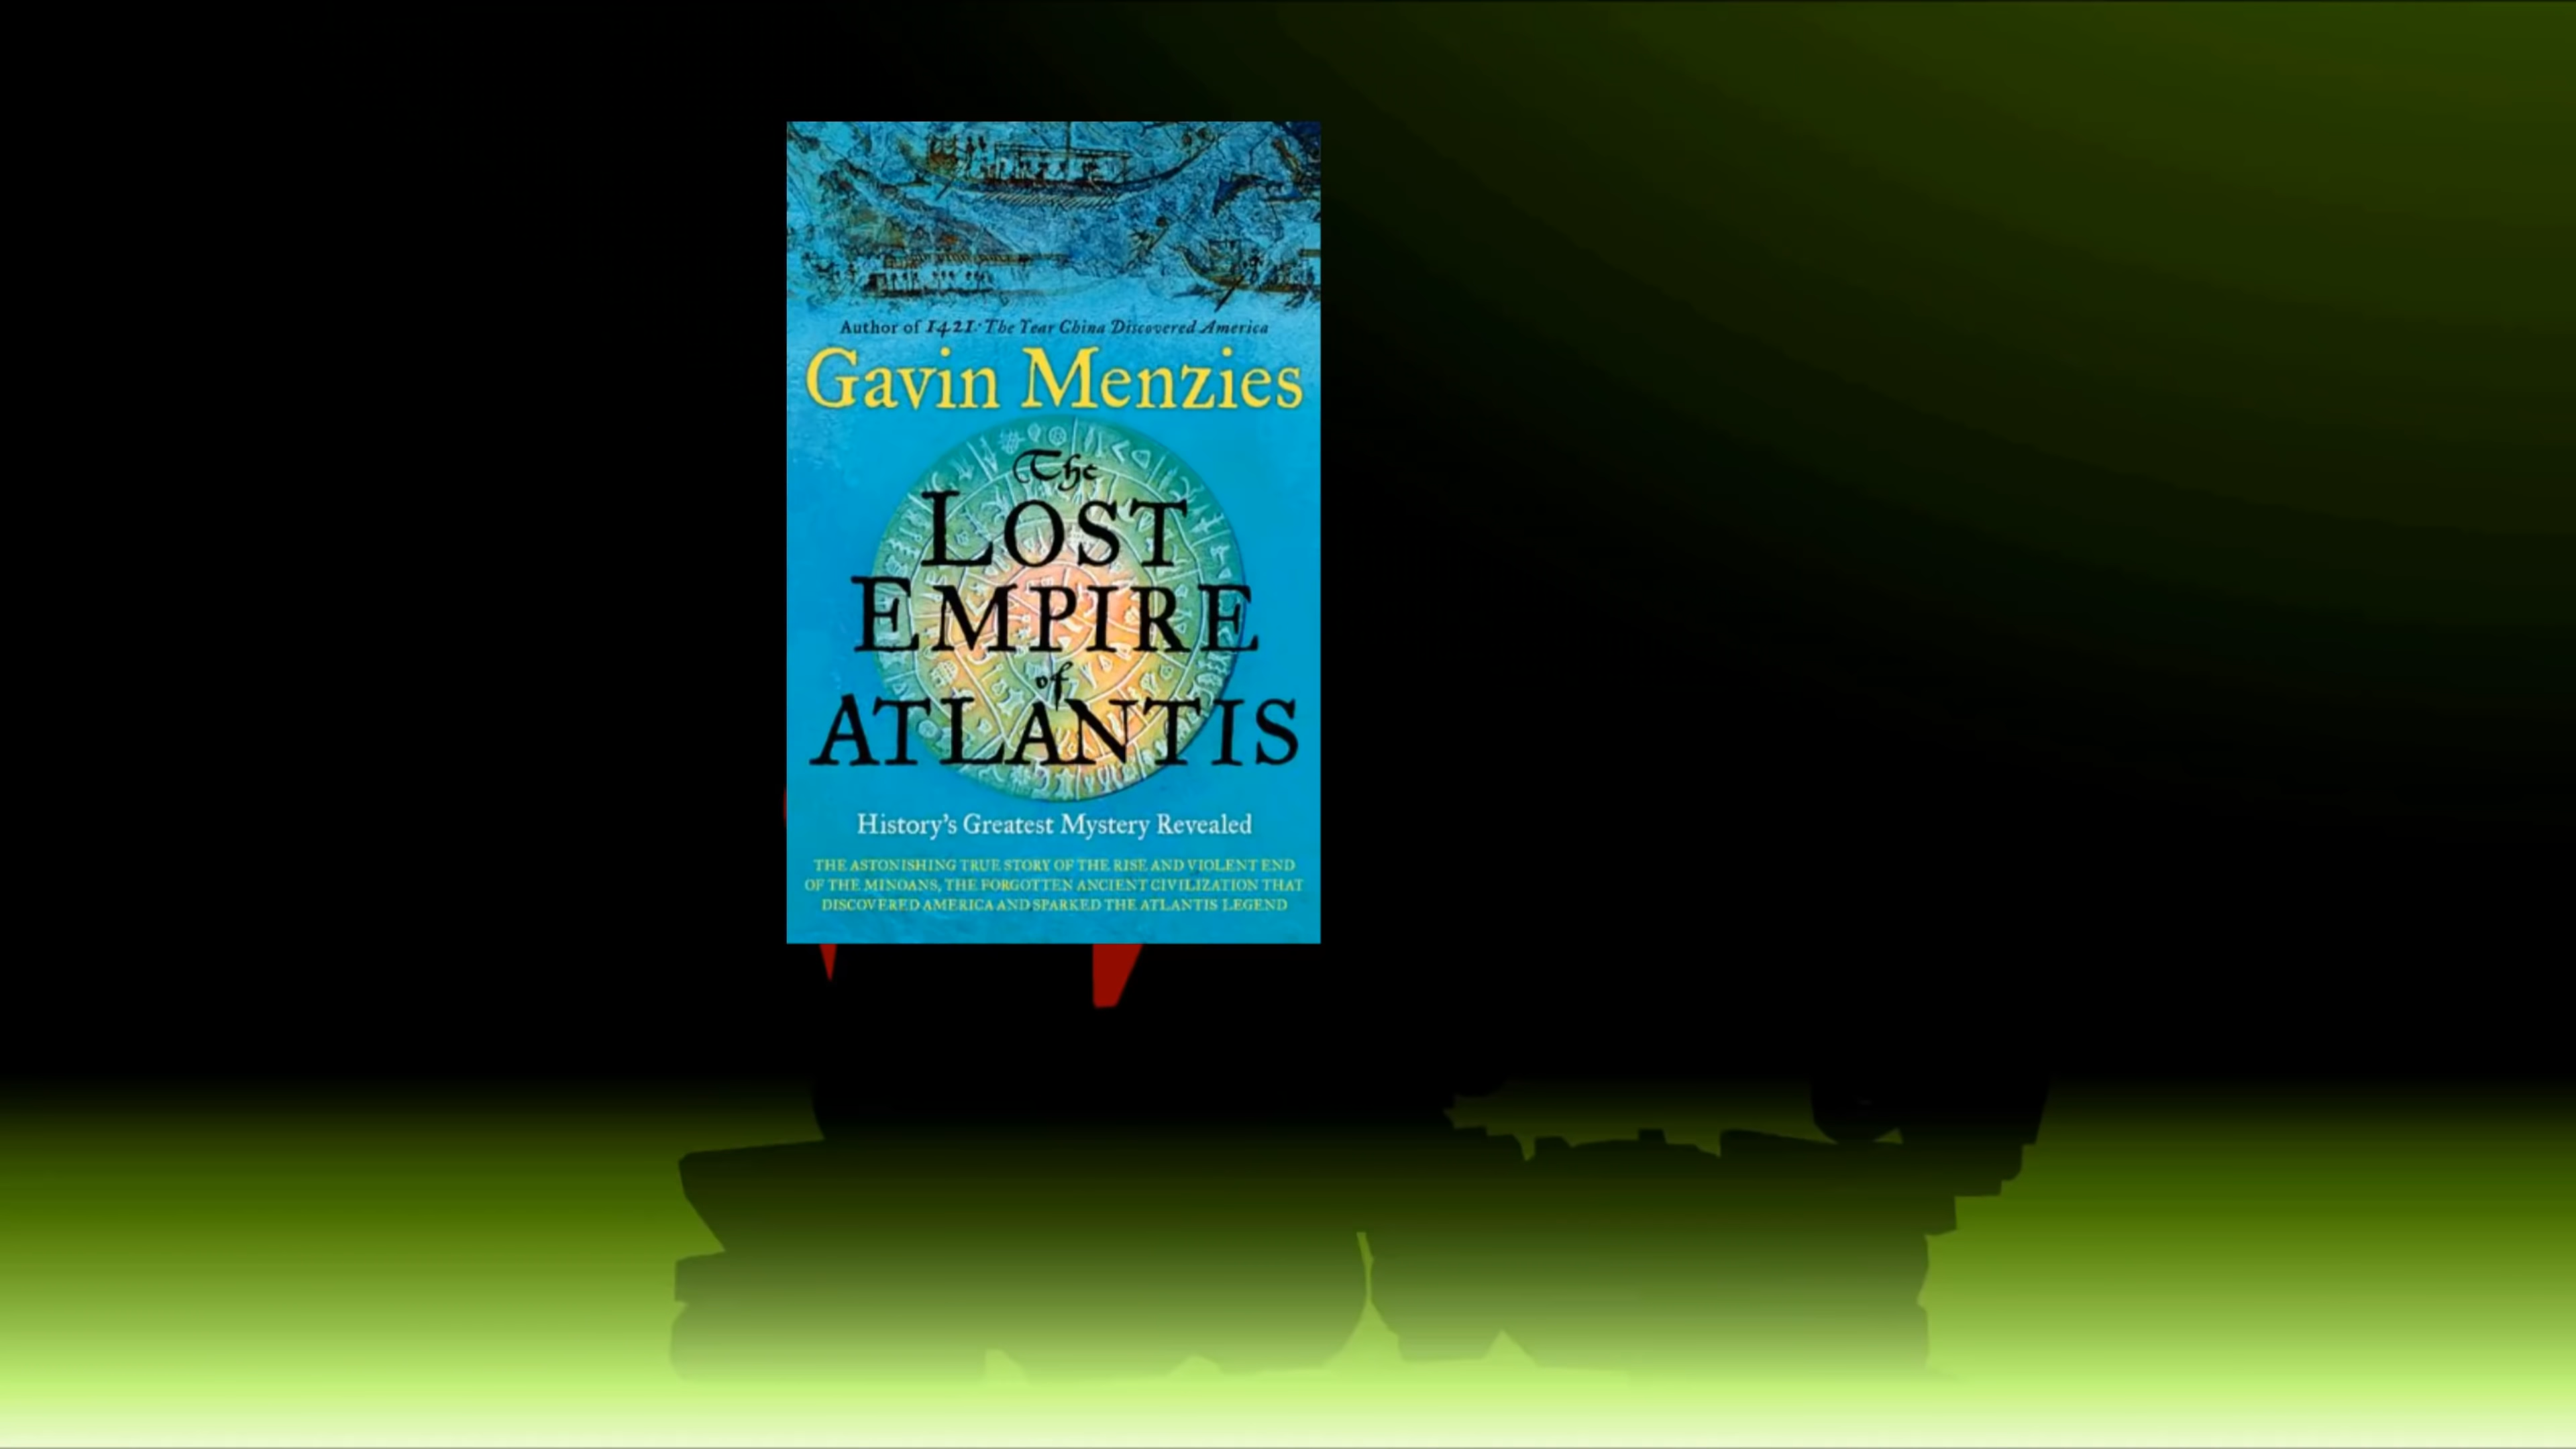 Author of 1421: The Year China Discovered America
Gavin Menzies
The
LOST
EMPIRE
of
ATLANTIS
History's Greatest Mystery Revealed
THE ASTONISHING TRUE STORY OF THE RISE AND VIOLENT END
OF THE MINOANS, THE FORGOTTEN ANCIENT CIVILIZATION THAT
DISCOVERED AMERICA AND SPARKED THE ATLANTIS LEGEND